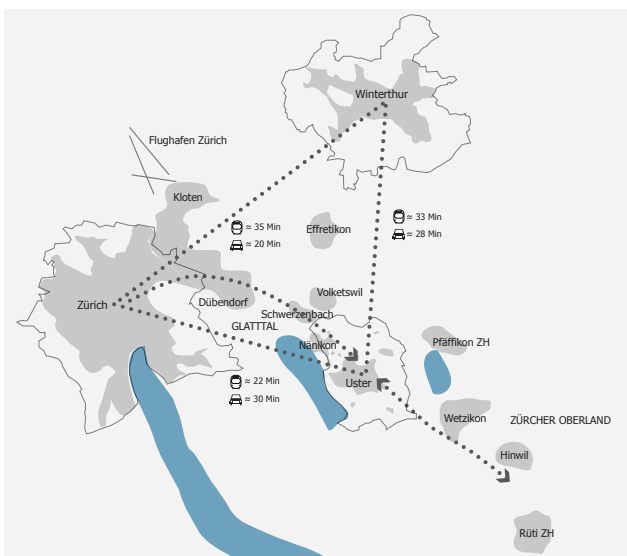 Winterthur
Flughafen Zürich
Kloten
≈ 35 Min
≈ 20 Min
≈ 33 Min
≈ 28 Min
Effretikon
Volketswil
Zürich
Dübendorf
Schwerzenbach
GLATTTAL
Nänikon
Pfäffikon ZH
Uster
≈ 22 Min
≈ 30 Min
Wetzikon
ZÜRCHER OBERLAND
Hinwil
Rüti ZH